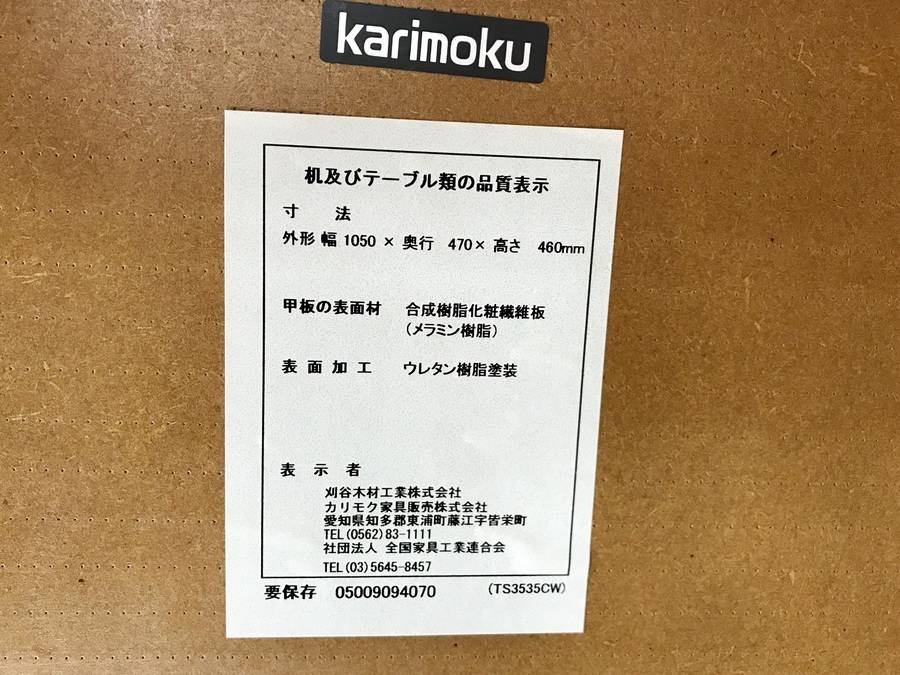 karimoku
机及びテーブル類の品質表示
寸 法
外形 幅 1050 × 奥行 470× 高さ 460mm
甲板の表面材 合成樹脂化粧繊維板
(メラミン樹脂)
表 面 加 工 ウレタン樹脂塗装
表 示 者
刈谷木材工業株式会社
カリモク家具販売株式会社
愛知県知多郡東浦町藤江字皆栄町
TEL(0562)83-1111
社団法人 全国家具工業連合会
TEL(03)5645-8457
要保存 05009094070 (TS3535CW)